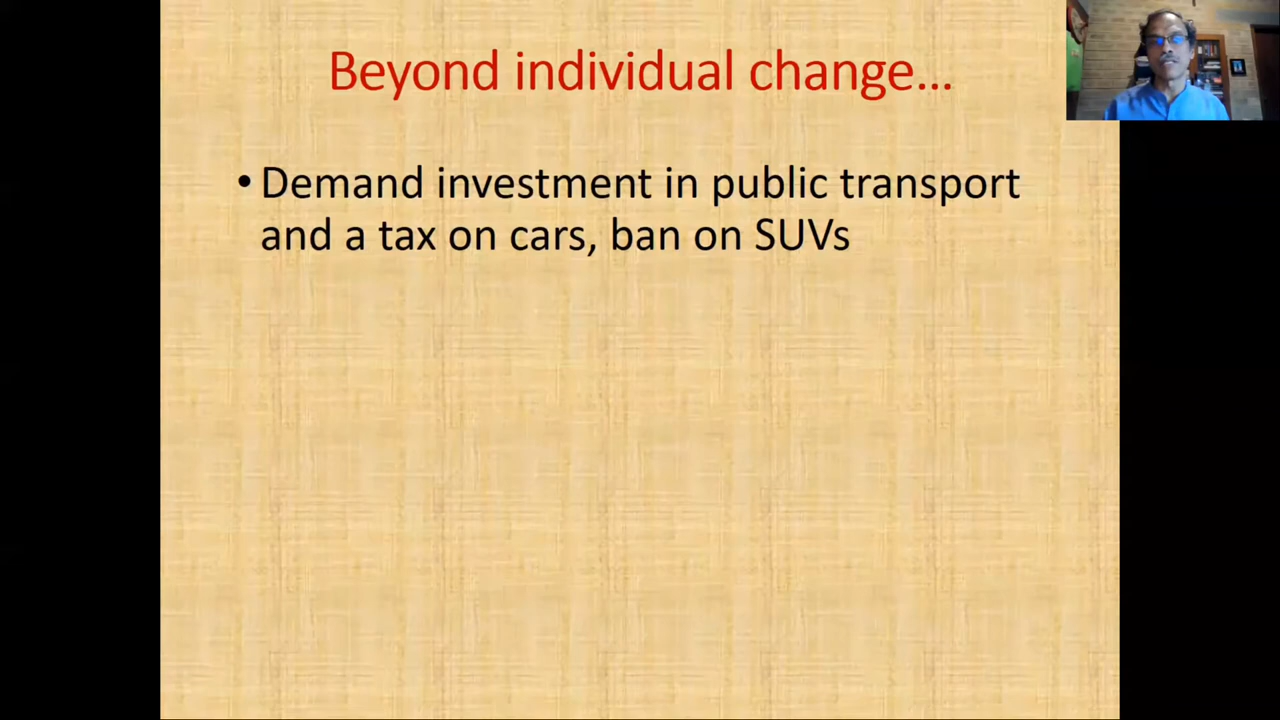 Beyond individual change...
• Demand investment in public transport
and a tax on cars, ban on SUVs